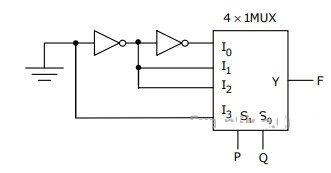 4 × 1MUX
I₀
I₁
Y F
I₂
I₃ S₁ S₀
P Q